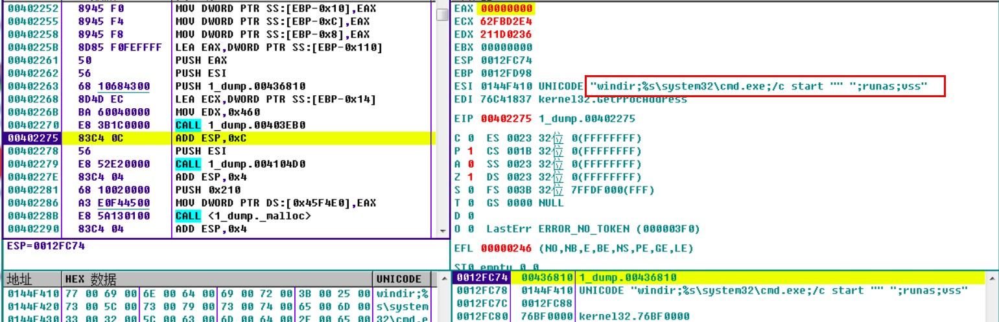 00402252 8945 F0 MOV DWORD PTR SS:[EBP-0x10],EAX
00402255 8945 F4 MOV DWORD PTR SS:[EBP-0xC],EAX
00402258 8945 F8 MOV DWORD PTR SS:[EBP-0x8],EAX
0040225B 8D85 F0FEFFFF LEA EAX,DWORD PTR SS:[EBP-0x110]
00402261 50 PUSH EAX
00402262 56 PUSH ESI
00402263 68 10684300 PUSH 1_dump.00436810
00402268 8D4D EC LEA ECX,DWORD PTR SS:[EBP-0x14]
0040226B BA 60040000 MOV EDX,0x460
00402270 E8 3B1C0000 CALL 1_dump.00403EB0
00402275 83C4 0C ADD ESP,0xC
00402278 56 PUSH ESI
00402279 E8 52E20000 CALL 1_dump.004104D0
0040227E 83C4 04 ADD ESP,0x4
00402281 68 10020000 PUSH 0x210
00402286 A3 E0F44500 MOV DWORD PTR DS:[0x45F4E0],EAX
0040228B E8 5A130100 CALL <1_dump._malloc>
00402290 83C4 04 ADD ESP,0x4
ESP=0012FC74
EAX 00000000
ECX 62FBD2E4
EDX 211D0236
EBX 00000000
ESP 0012FC74
EBP 0012FD98
ESI 0144F410 UNICODE "windir;%s\system32\cmd.exe;/c start "" ";runas;vss"
EDI 76C41837 kernel32.GetProcAddress
EIP 00402275 1_dump.00402275
C 0 ES 0023 32位 0(FFFFFFFF)
P 1 CS 001B 32位 0(FFFFFFFF)
A 0 SS 0023 32位 0(FFFFFFFF)
Z 1 DS 0023 32位 0(FFFFFFFF)
S 0 FS 003B 32位 7FFDF000(FFF)
T 0 GS 0000 NULL
D 0
O 0 LastErr ERROR_NO_TOKEN (000003F0)
EFL 00000246 (NO,NB,E,BE,NS,PE,GE,LE)
ST0 empty 0.0
地址 HEX 数据 UNICODE
0144F410 77 00 69 00 6E 00 64 00 69 00 72 00 3B 00 25 00 windir;%
0144F420 73 00 5C 00 73 00 79 00 73 00 74 00 65 00 6D 00 s\system
0144F430 33 00 32 00 5C 00 63 00 6D 00 64 00 2E 00 65 00 32\cmd.e
0012FC74 00436810 1_dump.00436810
0012FC78 0144F410 UNICODE "windir;%s\system32\cmd.exe;/c start "" ";runas;vss"
0012FC7C 0012FC88
0012FC80 76BF0000 kernel32.76BF0000